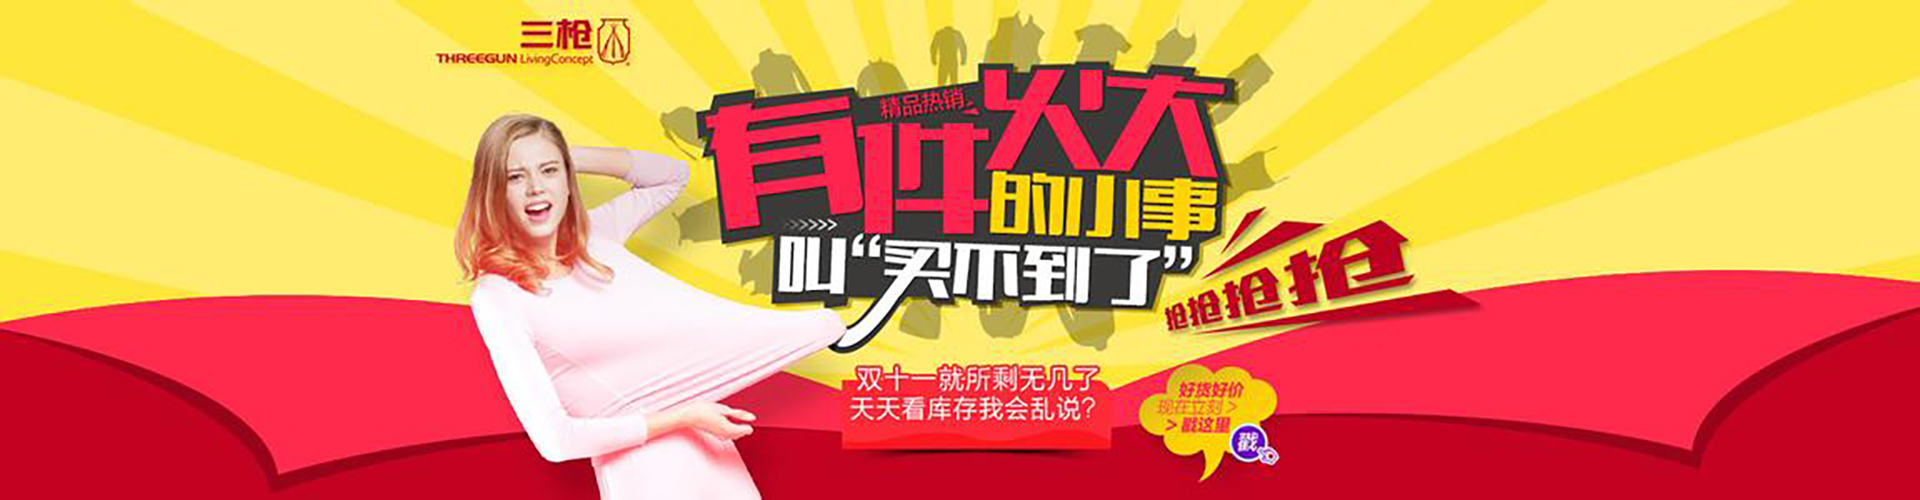 三枪
THREEGUN LivingConcept
精品热销
有件火大
的小事
叫“买不到了”
抢抢抢抢
双十一就所剩无几了
天天看库存我会乱说？
好货好价
现在立刻 >
> 戳这里
戳